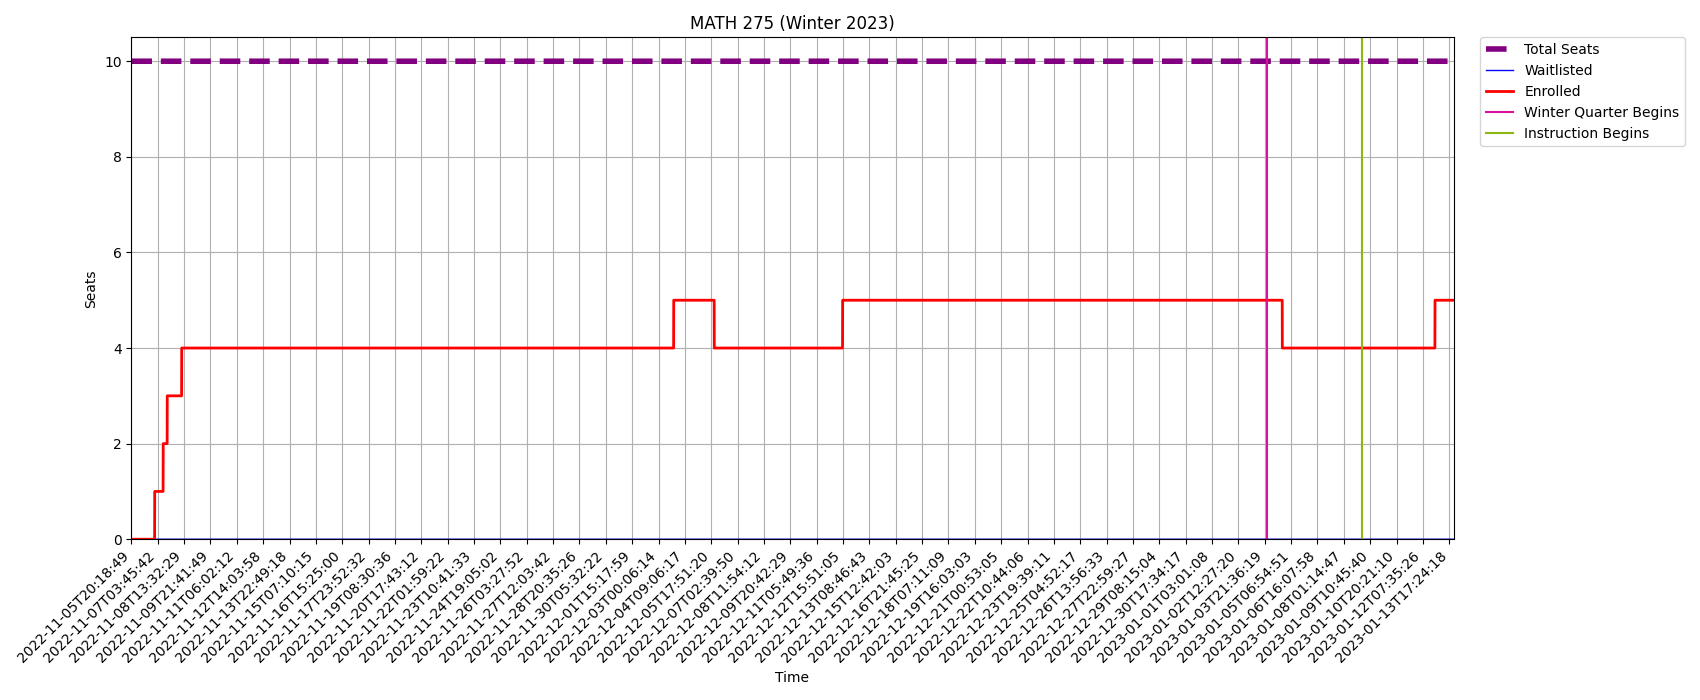 MATH 275 (Winter 2023)
Total Seats
Waitlisted
Enrolled
Winter Quarter Begins
Instruction Begins
10
8
6
4
2
0
Seats
2022-11-05T20:18:49
2022-11-07T03:45:42
2022-11-08T13:32:29
2022-11-09T21:41:49
2022-11-11T06:02:12
2022-11-12T14:03:58
2022-11-13T22:49:18
2022-11-15T07:10:15
2022-11-16T15:25:00
2022-11-17T23:52:32
2022-11-19T08:30:36
2022-11-20T17:43:12
2022-11-22T01:59:22
2022-11-23T10:41:33
2022-11-24T19:05:02
2022-11-26T03:27:52
2022-11-27T12:03:42
2022-11-28T20:35:26
2022-11-30T05:32:22
2022-12-01T15:17:59
2022-12-03T00:06:14
2022-12-04T09:06:17
2022-12-05T17:51:20
2022-12-07T02:39:50
2022-12-08T11:54:12
2022-12-09T20:42:29
2022-12-11T05:49:36
2022-12-12T15:51:05
2022-12-13T08:46:43
2022-12-15T12:42:03
2022-12-16T21:45:25
2022-12-18T07:11:09
2022-12-19T16:03:03
2022-12-21T00:53:05
2022-12-22T10:44:06
2022-12-23T19:39:11
2022-12-25T04:52:17
2022-12-26T13:56:33
2022-12-27T22:59:27
2022-12-29T08:15:04
2022-12-30T17:34:17
2023-01-01T03:01:08
2023-01-02T12:27:20
2023-01-03T21:36:19
2023-01-05T06:54:51
2023-01-06T16:07:58
2023-01-08T01:14:47
2023-01-09T10:45:40
2023-01-10T20:21:10
2023-01-12T07:35:26
2023-01-13T17:24:18
Time